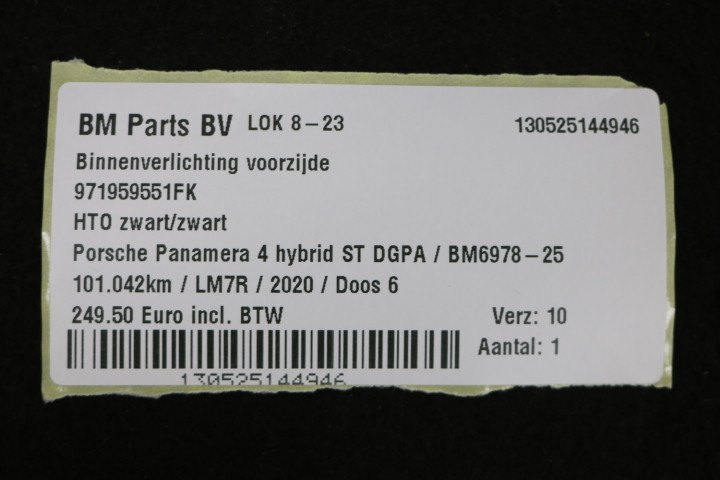 BM Parts BV LOK 8-23 130525144946
Binnenverlichting voorzijde
971959551FK
HTO zwart/zwart
Porsche Panamera 4 hybrid ST DGPA / BM6978-25
101.042km / LM7R / 2020 / Doos 6
249.50 Euro incl. BTW Verz: 10
Aantal: 1
130525144946